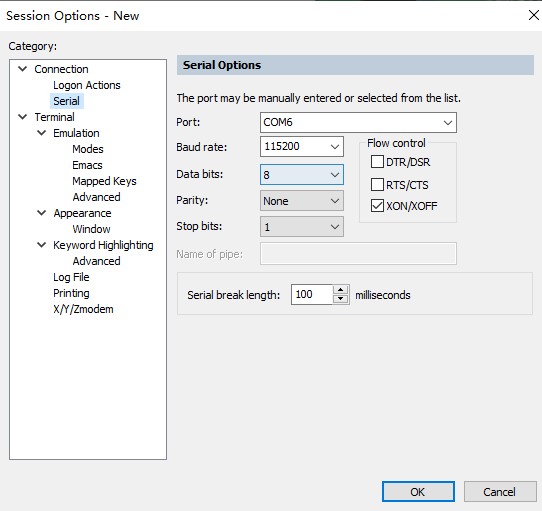 Session Options - New
Category:
Connection
Logon Actions
Serial
Terminal
Emulation
Modes
Emacs
Mapped Keys
Advanced
Appearance
Window
Keyword Highlighting
Advanced
Log File
Printing
X/Y/Zmodem
Serial Options
The port may be manually entered or selected from the list.
Port: COM6
Baud rate: 115200
Data bits: 8
Parity: None
Stop bits: 1
Name of pipe:
Flow control
DTR/DSR
RTS/CTS
XON/XOFF
Serial break length: 100 milliseconds
OK Cancel